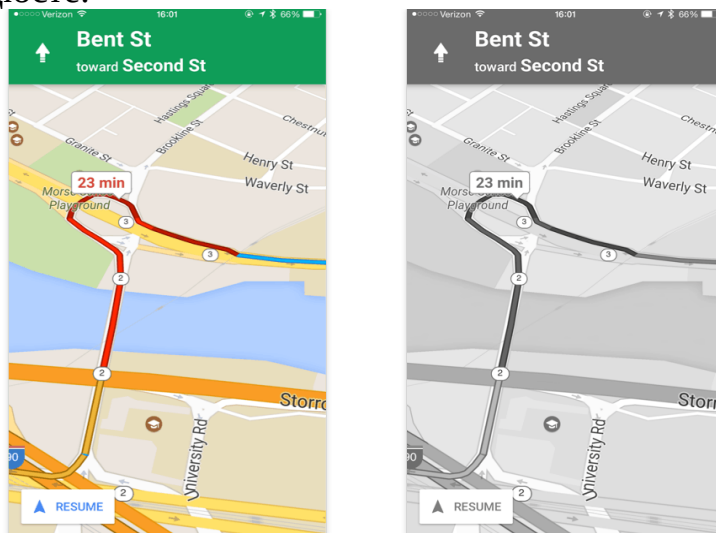 Verizon 16:01 66%
Bent St
toward Second St
Hastings Square
Chestnu
Brookline St
Granite St
Henry St
Waverly St
23 min
Playground
3
3
2
2
Storr
University Rd
90
2
RESUME
Verizon 16:01 66%
Bent St
toward Second St
Hastings Square
Chestnu
Brookline St
Granite St
Henry St
Waverly St
23 min
Playground
3
3
2
2
Storr
University Rd
90
2
RESUME